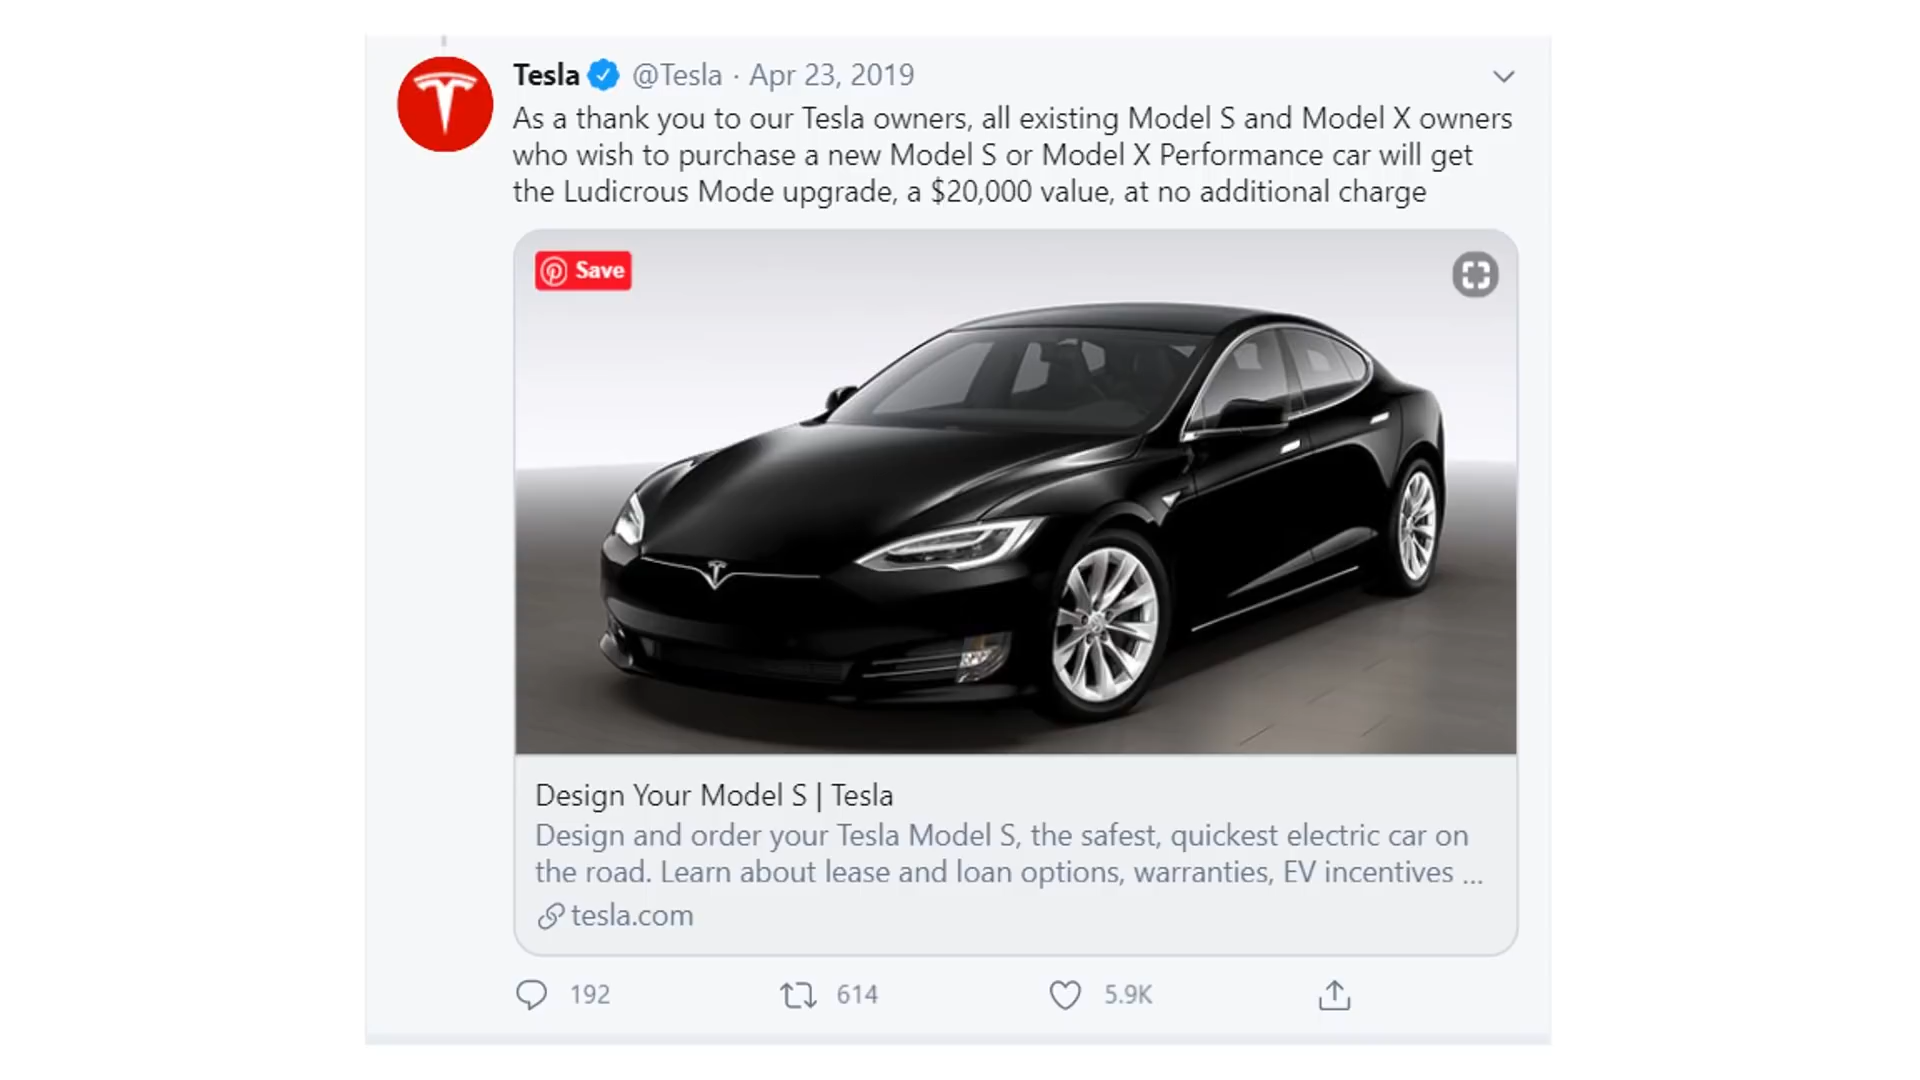 Tesla @Tesla · Apr 23, 2019
As a thank you to our Tesla owners, all existing Model S and Model X owners
who wish to purchase a new Model S or Model X Performance car will get
the Ludicrous Mode upgrade, a $20,000 value, at no additional charge
Save
Design Your Model S | Tesla
Design and order your Tesla Model S, the safest, quickest electric car on
the road. Learn about lease and loan options, warranties, EV incentives ...
tesla.com
192 614 5.9K